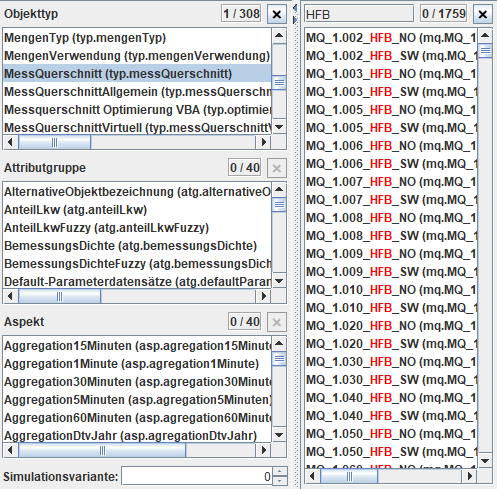 Objekttyp
1 / 308
MengenTyp (typ.mengenTyp)
MengenVerwendung (typ.mengenVerwendung)
MessQuerschnitt (typ.messQuerschnitt)
MessQuerschnittAllgemein (typ.messQuerschn
Messquerschnitt Optimierung VBA (typ.optimie
MessQuerschnittVirtuell (typ.messQuerschnittV
Attributgruppe
0 / 40
AlternativeObjektbezeichnung (atg.alternativeO
AnteilLkw (atg.anteilLkw)
AnteilLkwFuzzy (atg.anteilLkwFuzzy)
BemessungsDichte (atg.bemessungsDichte)
BemessungsDichteFuzzy (atg.bemessungsDich
Default-Parameterdatensätze (atg.defaultParam
Aspekt
0 / 40
Aggregation15Minuten (asp.agregation15Minute
Aggregation1Minute (asp.agregation1Minute)
Aggregation30Minuten (asp.agregation30Minute
Aggregation5Minuten (asp.agregation5Minuten)
Aggregation60Minuten (asp.agregation60Minute
AggregationDtvJahr (asp.agregationDtvJahr)
Simulationsvariante:
0
HFB
0 / 1759
MQ_1.002_HFB_NO (mq.MQ_1
MQ_1.002_HFB_SW (mq.MQ_1
MQ_1.003_HFB_NO (mq.MQ_1
MQ_1.003_HFB_SW (mq.MQ_1
MQ_1.005_HFB_NO (mq.MQ_1
MQ_1.005_HFB_SW (mq.MQ_1
MQ_1.006_HFB_NO (mq.MQ_1
MQ_1.006_HFB_SW (mq.MQ_1
MQ_1.007_HFB_NO (mq.MQ_1
MQ_1.007_HFB_SW (mq.MQ_1
MQ_1.008_HFB_NO (mq.MQ_1
MQ_1.008_HFB_SW (mq.MQ_1
MQ_1.009_HFB_NO (mq.MQ_1
MQ_1.009_HFB_SW (mq.MQ_1
MQ_1.010_HFB_NO (mq.MQ_1
MQ_1.010_HFB_SW (mq.MQ_1
MQ_1.020_HFB_NO (mq.MQ_1
MQ_1.020_HFB_SW (mq.MQ_1
MQ_1.030_HFB_NO (mq.MQ_1
MQ_1.030_HFB_SW (mq.MQ_1
MQ_1.040_HFB_NO (mq.MQ_1
MQ_1.040_HFB_SW (mq.MQ_1
MQ_1.050_HFB_NO (mq.MQ_1
MQ_1.050_HFB_SW (mq.MQ_1
MQ_1.060_HFB_NO (mq.MQ_1